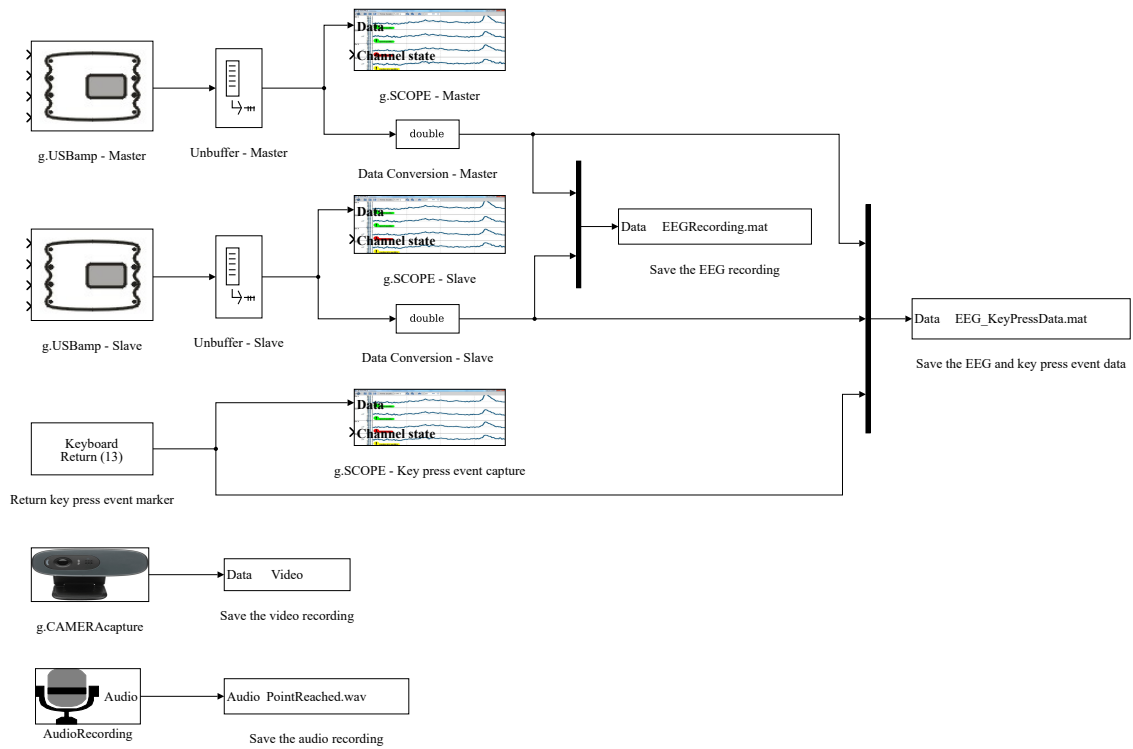 Data
Channel state
g.SCOPE - Master
g.USBamp - Master
Unbuffer - Master
double
Data Conversion - Master
Data
Channel state
g.SCOPE - Slave
Data EEGRecording.mat
Save the EEG recording
g.USBamp - Slave
Unbuffer - Slave
double
Data Conversion - Slave
Data EEG_KeyPressData.mat
Save the EEG and key press event data
Data
Channel state
g.SCOPE - Key press event capture
Keyboard
Return (13)
Return key press event marker
Data Video
Save the video recording
g.CAMERAcapture
Audio
Audio PointReached.wav
AudioRecording
Save the audio recording